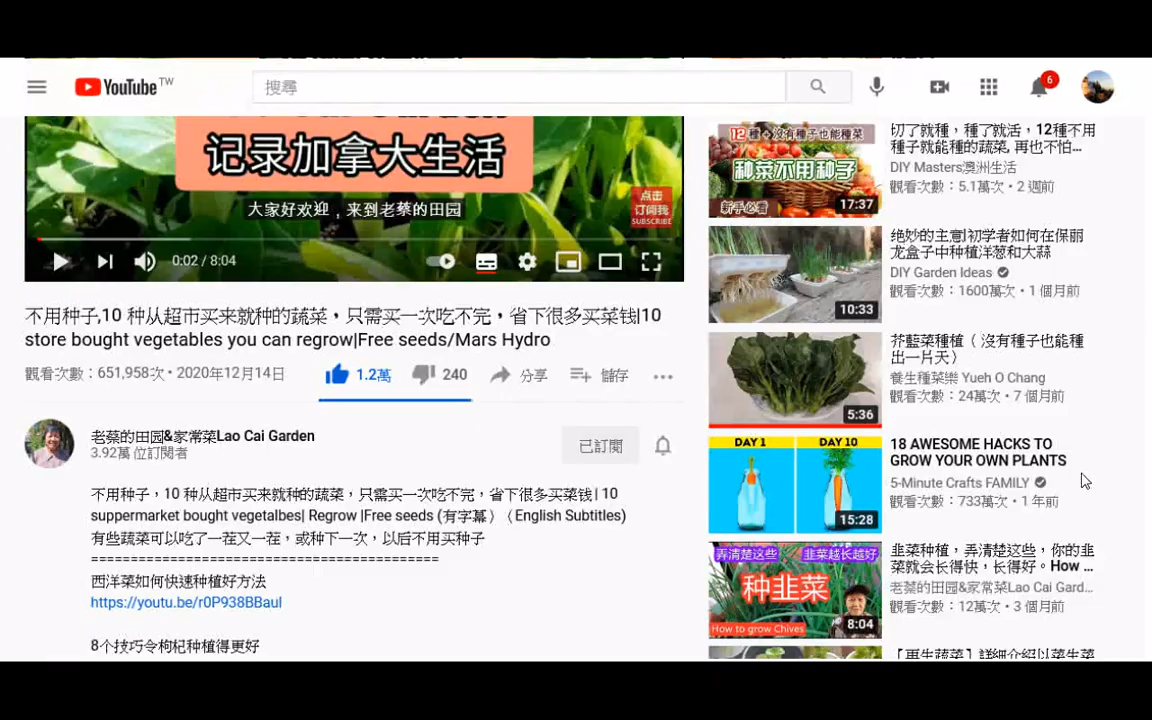 YouTube TW
搜尋
6
记录加拿大生活
大家好欢迎，来到老蔡的田园
点击
订阅我
SUBSCRIBE
0:02 / 8:04
不用种子,10 种从超市买来就种的蔬菜，只需买一次吃不完，省下很多买菜钱|10
store bought vegetables you can regrow|Free seeds/Mars Hydro
觀看次數：651,958次・2020年12月14日
1.2萬
240
分享
儲存
老蔡的田园&家常菜Lao Cai Garden
3.92萬 位訂閱者
已訂閱
不用种子，10 种从超市买来就种的蔬菜，只需买一次吃不完，省下很多买菜钱| 10
suppermarket bought vegetalbes| Regrow |Free seeds (有字幕）（English Subtitles)
有些蔬菜可以吃了一茬又一茬，或种下一次，以后不用买种子
========================================
西洋菜如何快速种植好方法
https://youtu.be/r0P938BBauI
8个技巧令枸杞种植得更好
12種 + 沒有種子也能種菜
种菜不用种子
新手必看
17:37
切了就種，種了就活，12種不用
種子就能種的蔬菜, 再也不怕...
DIY Masters澳洲生活
觀看次數：5.1萬次・2 週前
10:33
绝妙的主意|初学者如何在保丽
龙盒子中种植洋葱和大蒜
DIY Garden Ideas
觀看次數：1600萬次・1 個月前
5:36
芥藍菜種植（ 沒有種子也能種
出一片天）
養生種菜樂 Yueh O Chang
觀看次數：24萬次・7 個月前
DAY 1
DAY 10
15:28
18 AWESOME HACKS TO
GROW YOUR OWN PLANTS
5-Minute Crafts FAMILY
觀看次數：733萬次・1 年前
弄清楚这些
韭菜越长越好
种韭菜
How to grow Chives
8:04
韭菜种植，弄清楚这些，你的韭
菜就会长得快，长得好。How ...
老蔡的田园&家常菜Lao Cai Gard...
觀看次數：12萬次・3 個月前
【再生蔬菜】詳細介紹以菜生菜